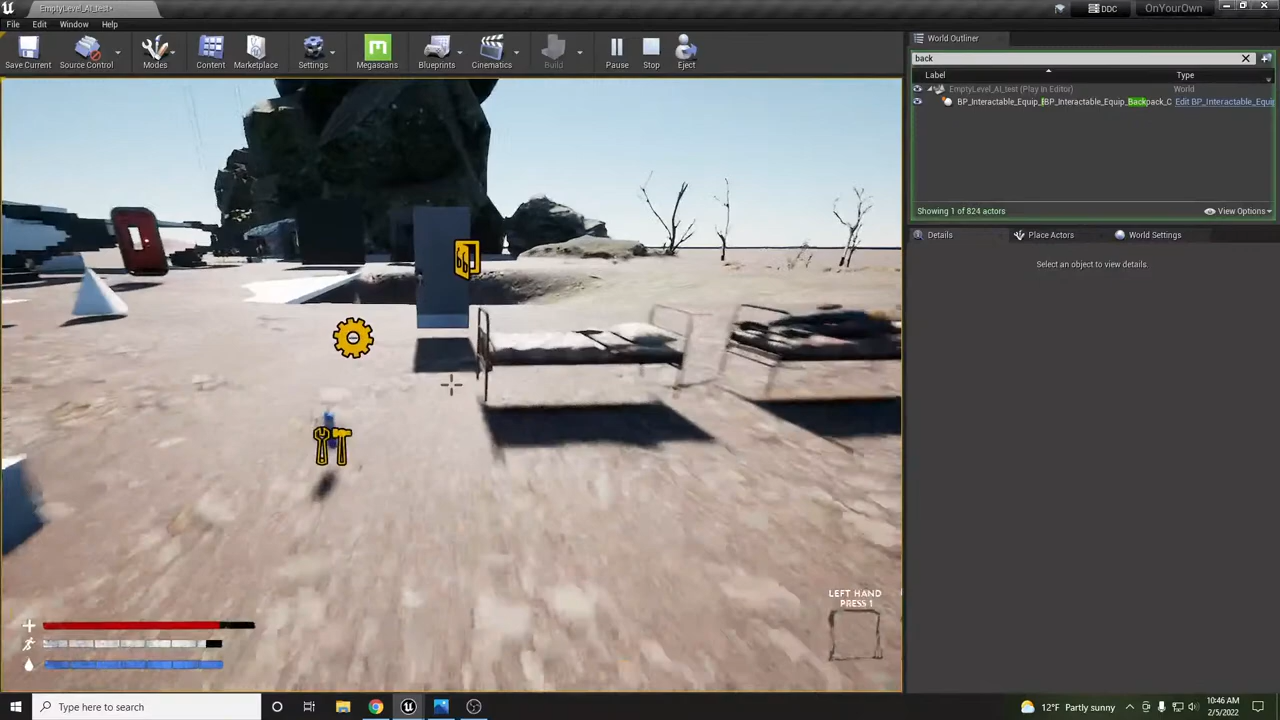 EmptyLevel_AI_test*
DDC
OnYourOwn
File
Edit
Window
Help
Save Current
Source Control
Modes
Content
Marketplace
Settings
Megascans
Blueprints
Cinematics
Build
Pause
Stop
Eject
World Outliner
back
Label
Type
EmptyLevel_AI_test (Play in Editor)
World
BP_Interactable_Equip_BP_Interactable_Equip_Backpack_C
Edit BP_Interactable_Equip
Showing 1 of 824 actors
View Options
Details
Place Actors
World Settings
Select an object to view details.
LEFT HAND
PRESS 1
Type here to search
12°F Partly sunny
10:46 AM
2/5/2022